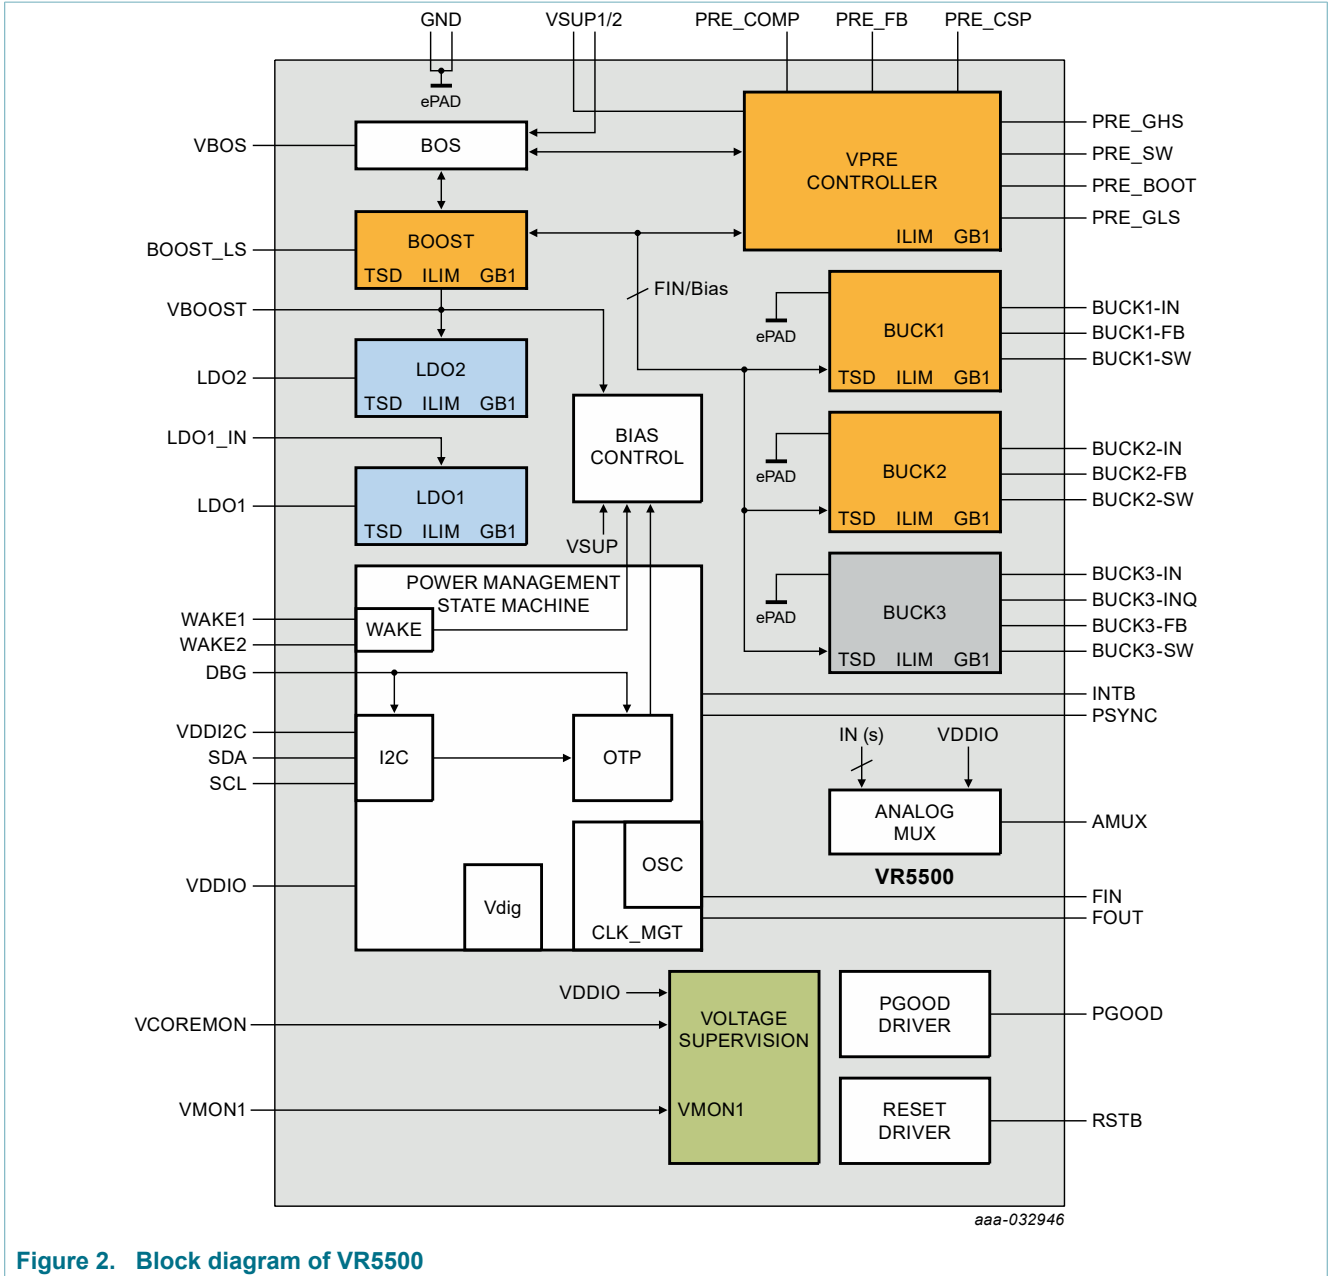 GND VSUP1/2 PRE_COMP PRE_FB PRE_CSP
ePAD
VBOS
BOS
VPRE
CONTROLLER
ILIM GB1
PRE_GHS
PRE_SW
PRE_BOOT
PRE_GLS
BOOST_LS
BOOST
TSD ILIM GB1
FIN/Bias
VBOOST
ePAD
BUCK1
TSD ILIM GB1
BUCK1-IN
BUCK1-FB
BUCK1-SW
LDO2
LDO2
TSD ILIM GB1
LDO1_IN
BIAS
CONTROL
VSUP
ePAD
BUCK2
TSD ILIM GB1
BUCK2-IN
BUCK2-FB
BUCK2-SW
LDO1
LDO1
TSD ILIM GB1
ePAD
BUCK3
TSD ILIM GB1
BUCK3-IN
BUCK3-INQ
BUCK3-FB
BUCK3-SW
POWER MANAGEMENT
STATE MACHINE
WAKE1
WAKE2
WAKE
DBG
INTB
PSYNC
VDDI2C
SDA
SCL
I2C
OTP
IN (s) VDDIO
ANALOG
MUX
AMUX
VR5500
VDDIO
Vdig
OSC
CLK_MGT
FIN
FOUT
VDDIO
VCOREMON
VOLTAGE
SUPERVISION
PGOOD
DRIVER
PGOOD
VMON1
VMON1
RESET
DRIVER
RSTB
aaa-032946
Figure 2. Block diagram of VR5500